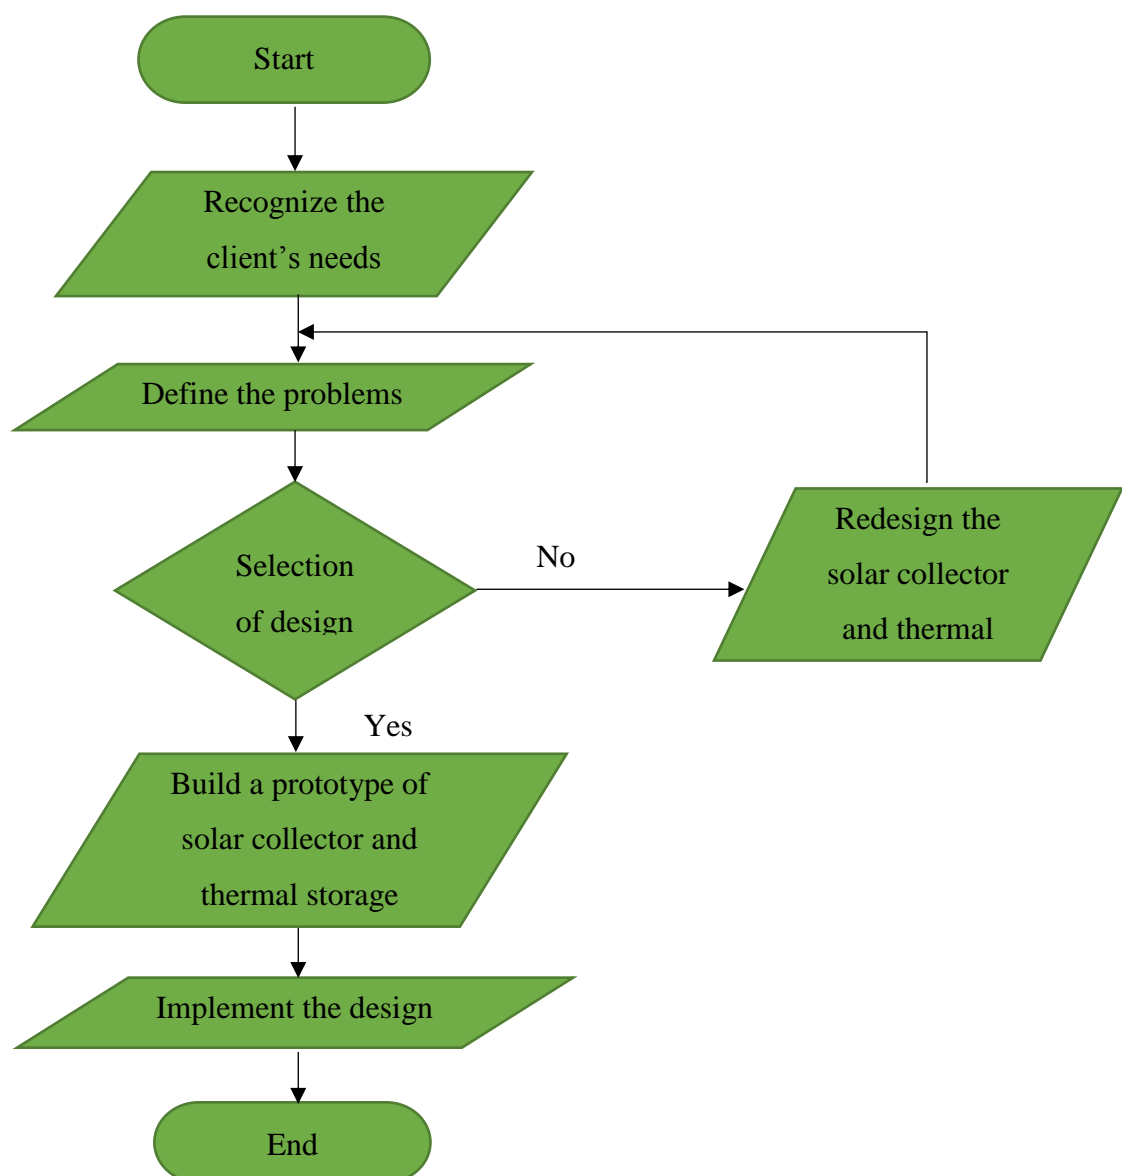 Start
Recognize the
client’s needs
Define the problems
Selection
of design
No
Redesign the
solar collector
and thermal
Yes
Build a prototype of
solar collector and
thermal storage
Implement the design
End